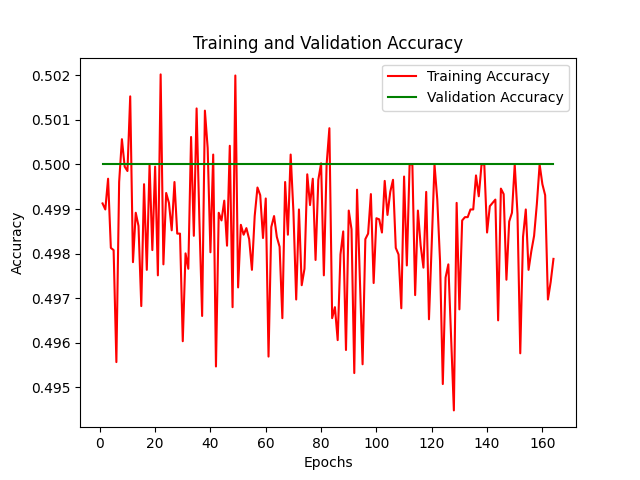 Training and Validation Accuracy
Training Accuracy
Validation Accuracy
0.502
0.501
0.500
0.499
0.498
0.497
0.496
0.495
Accuracy
0 20 40 60 80 100 120 140 160
Epochs